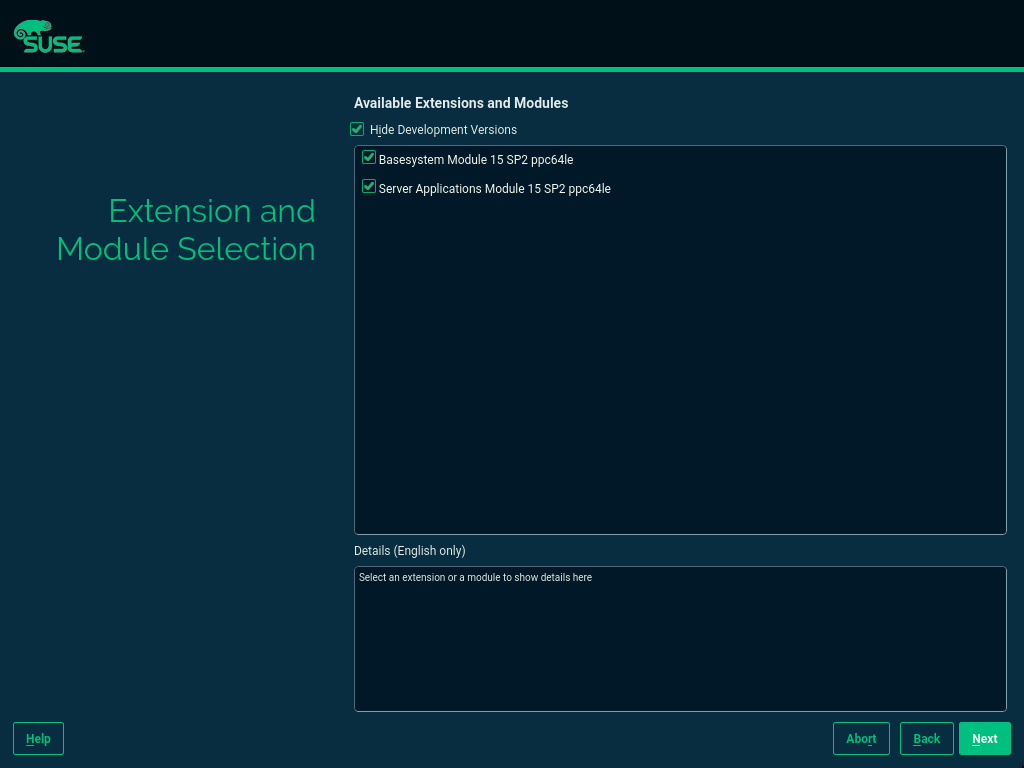 SUSE
Available Extensions and Modules
Hide Development Versions
Basesystem Module 15 SP2 ppc64le
Server Applications Module 15 SP2 ppc64le
Extension and
Module Selection
Details (English only)
Select an extension or a module to show details here
Help
Abort
Back
Next